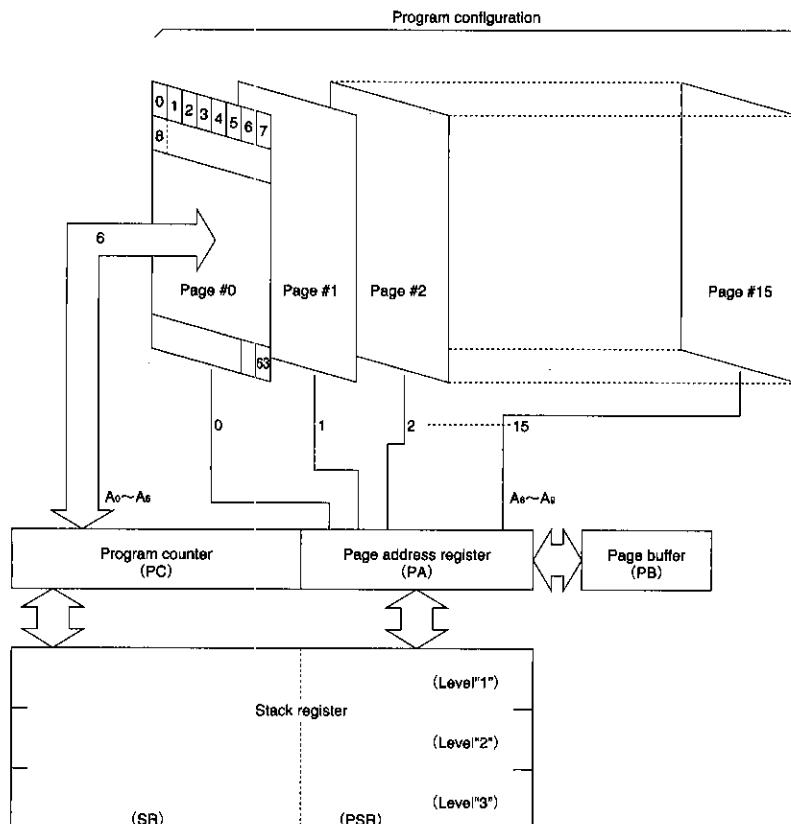 Program configuration
0 1 2 3 4 5 6 7
8
6
Page #0
Page #1
Page #2
Page #15
63
0
1
2
15
A₀～A₅
A₆～A₉
Program counter
(PC)
Page address register
(PA)
Page buffer
(PB)
(Level"1")
Stack register
(Level"2")
(Level"3")
(SR)
(PSR)